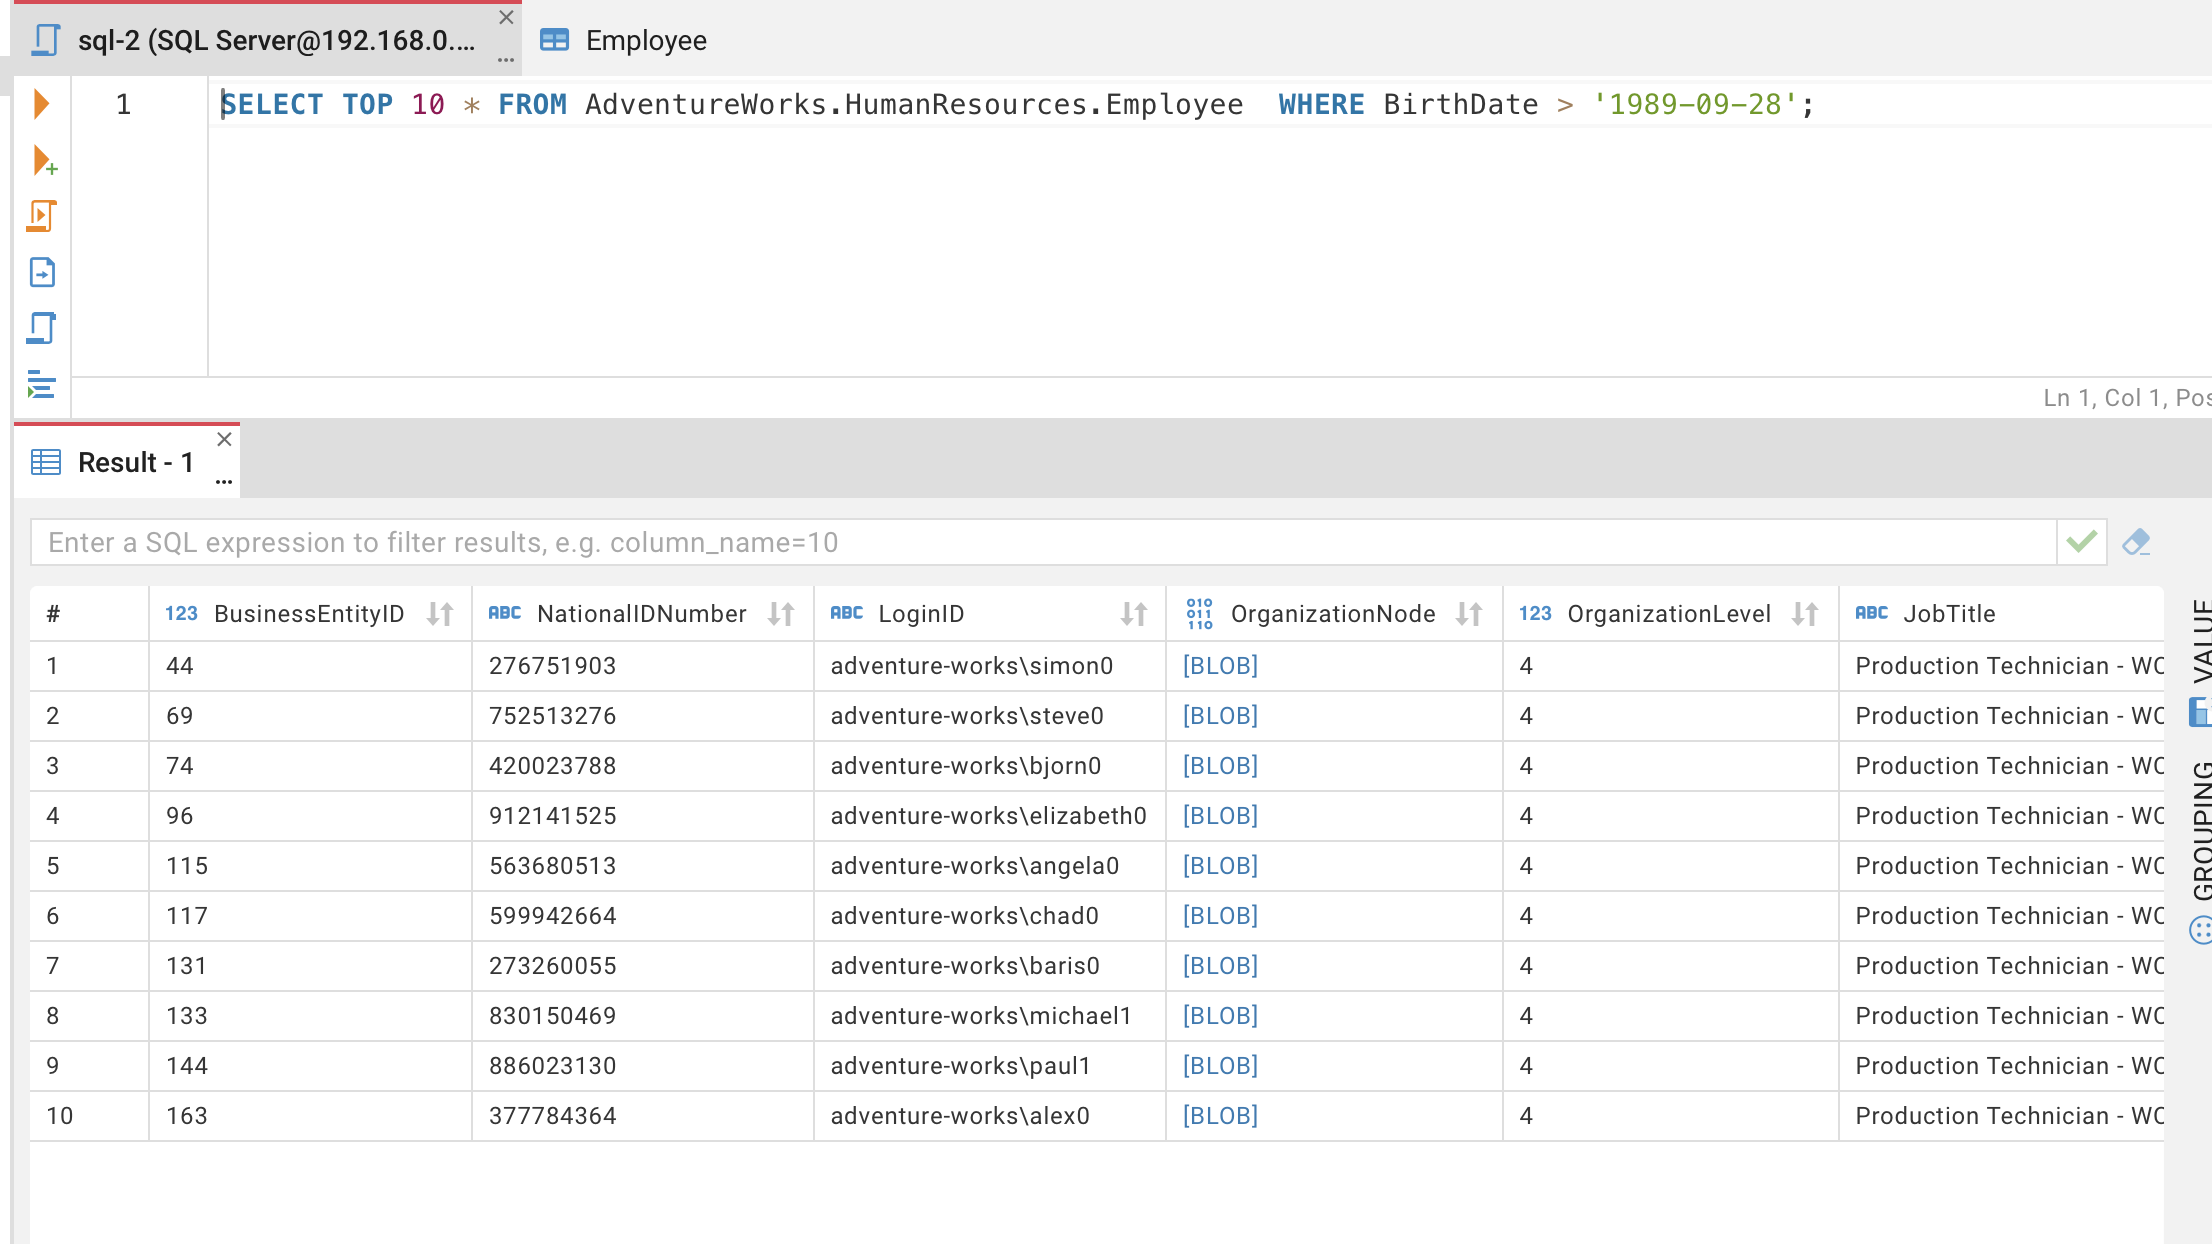 sql-2 (SQL Server@192.168.0.... Employee
1 SELECT TOP 10 * FROM AdventureWorks.HumanResources.Employee  WHERE BirthDate > '1989-09-28';
Ln 1, Col 1, Pos
Result - 1
Enter a SQL expression to filter results, e.g. column_name=10
# 123 BusinessEntityID ABC NationalIDNumber ABC LoginID 010 011 110 OrganizationNode 123 OrganizationLevel ABC JobTitle
1 44 276751903 adventure-works\simon0 [BLOB] 4 Production Technician - WC
2 69 752513276 adventure-works\steve0 [BLOB] 4 Production Technician - WC
3 74 420023788 adventure-works\bjorn0 [BLOB] 4 Production Technician - WC
4 96 912141525 adventure-works\elizabeth0 [BLOB] 4 Production Technician - WC
5 115 563680513 adventure-works\angela0 [BLOB] 4 Production Technician - WC
6 117 599942664 adventure-works\chad0 [BLOB] 4 Production Technician - WC
7 131 273260055 adventure-works\baris0 [BLOB] 4 Production Technician - WC
8 133 830150469 adventure-works\michael1 [BLOB] 4 Production Technician - WC
9 144 886023130 adventure-works\paul1 [BLOB] 4 Production Technician - WC
10 163 377784364 adventure-works\alex0 [BLOB] 4 Production Technician - WC
VALUE
GROUPING